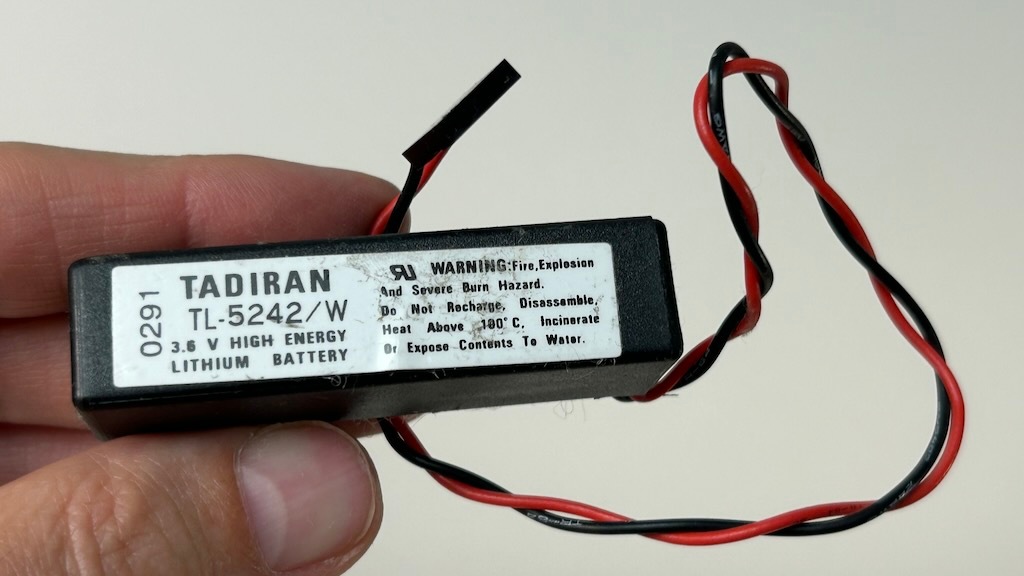 0291
TADIRAN
TL-5242/W
3.6 V HIGH ENERGY
LITHIUM BATTERY
WARNING:Fire,Explosion
And Severe Burn Hazard.
Do Not Recharge, Disassemble,
Heat Above 100°C, Incinerate
Or Expose Contents To Water.